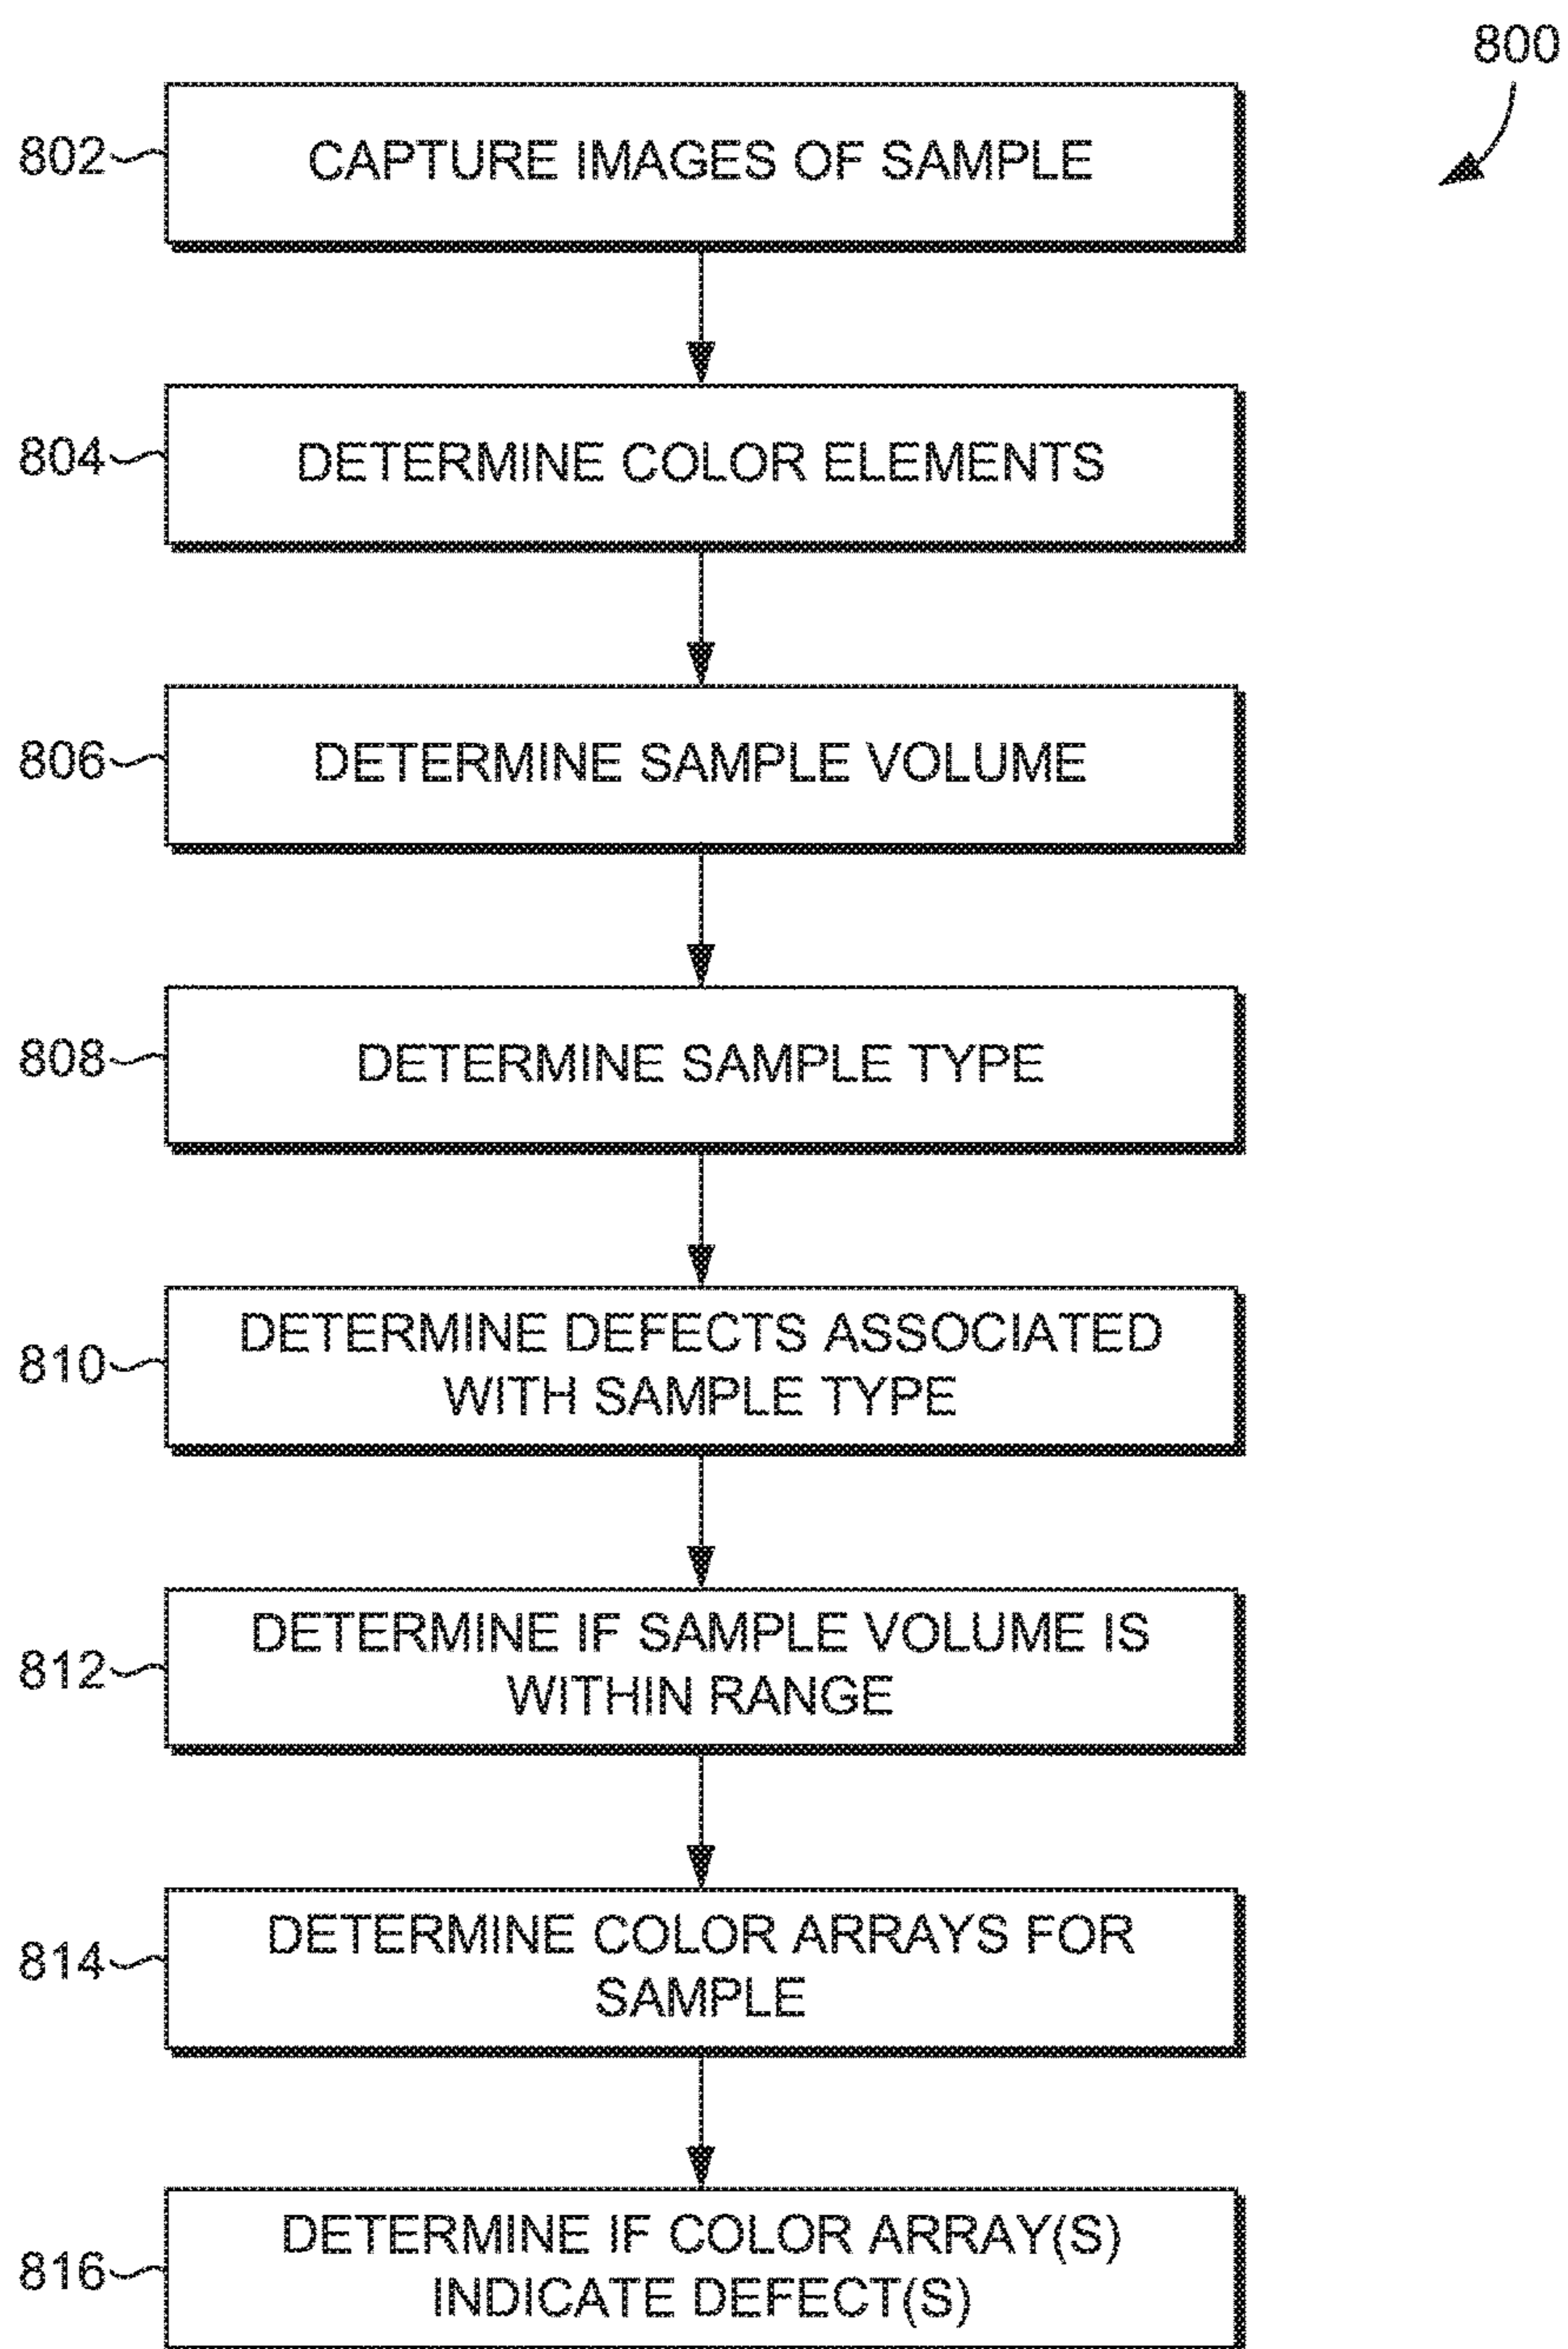 800
802
CAPTURE IMAGES OF SAMPLE
804
DETERMINE COLOR ELEMENTS
806
DETERMINE SAMPLE VOLUME
808
DETERMINE SAMPLE TYPE
810
DETERMINE DEFECTS ASSOCIATED
WITH SAMPLE TYPE
812
DETERMINE IF SAMPLE VOLUME IS
WITHIN RANGE
814
DETERMINE COLOR ARRAYS FOR
SAMPLE
816
DETERMINE IF COLOR ARRAY(S)
INDICATE DEFECT(S)